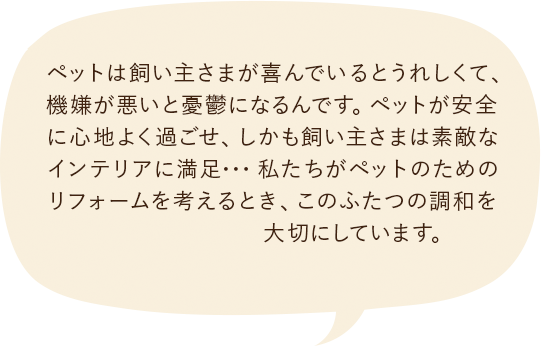 ペットは飼い主さまが喜んでいるとうれしくて、
機嫌が悪いと憂鬱になるんです。ペットが安全
に心地よく過ごせ、しかも飼い主さまは素敵な
インテリアに満足･･･ 私たちがペットのための
リフォームを考えるとき、このふたつの調和を
大切にしています。